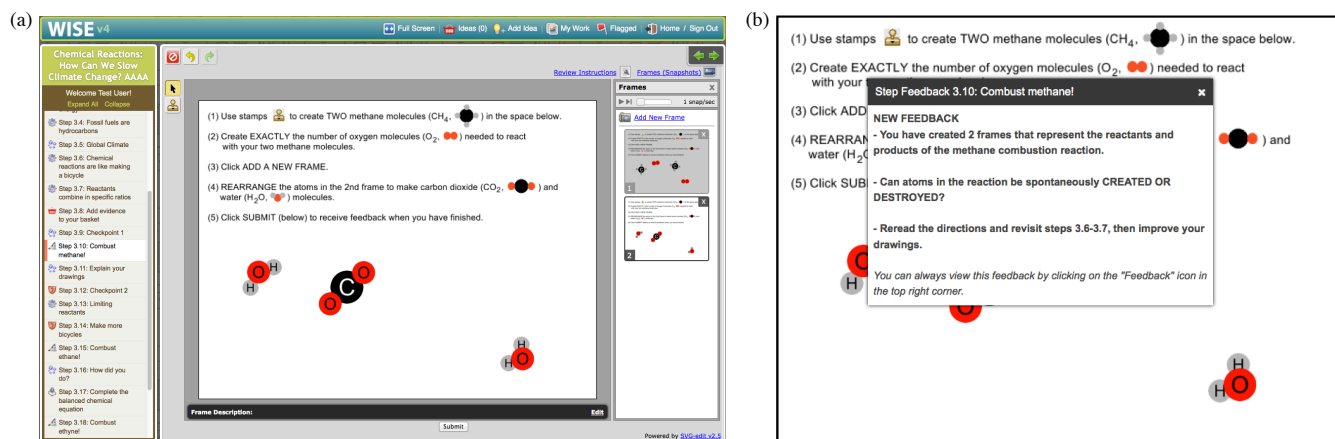 (a)
WISE v4
Full Screen
Ideas (0)
Add Idea
My Work
Flagged
Home / Sign Out
Chemical Reactions:
How Can We Slow
Climate Change? AAAA
Welcome Test User!
Expand All Collapse
Step 3.4: Fossil fuels are
hydrocarbons
Step 3.5: Global Climate
Step 3.6: Chemical
reactions are like making
a bicycle
Step 3.7: Reactants
combine in specific ratios
Step 3.8: Add evidence
to your basket
Step 3.9: Checkpoint 1
Step 3.10: Combust
methane!
Step 3.11: Explain your
drawings
Step 3.12: Checkpoint 2
Step 3.13: Limiting
reactants
Step 3.14: Make more
bicycles
Step 3.15: Combust
ethane!
Step 3.16: How did you
do?
Step 3.17: Complete the
balanced chemical
equation
Step 3.18: Combust
ethyne!
Review Instructions
Frames (Snapshots)
(1) Use stamps to create TWO methane molecules (CH4, ) in the space below.
(2) Create EXACTLY the number of oxygen molecules (O2, ) needed to react
with your two methane molecules.
(3) Click ADD A NEW FRAME.
(4) REARRANGE the atoms in the 2nd frame to make carbon dioxide (CO2, ) and
water (H2O, ) molecules.
(5) Click SUBMIT (below) to receive feedback when you have finished.
O H
H
O
C
O
H
H O
Frames X
1 snap/sec
Add New Frame
X
1
X
2
Frame Description:
Edit
Submit
Powered by SVG-edit v2.5
(b)
(1) Use stamps to create TWO methane molecules (CH4, ) in the space below.
(2) Create EXACTLY the number of oxygen molecules (O2, ) needed to react
with your
(3) Click ADD
(4) REARRAN ) and
water (H2O
(5) Click SUB
Step Feedback 3.10: Combust methane! x
NEW FEEDBACK
- You have created 2 frames that represent the reactants and
products of the methane combustion reaction.
- Can atoms in the reaction be spontaneously CREATED OR
DESTROYED?
- Reread the directions and revisit steps 3.6-3.7, then improve your
drawings.
You can always view this feedback by clicking on the "Feedback" icon in
the top right corner.
H
H
H O